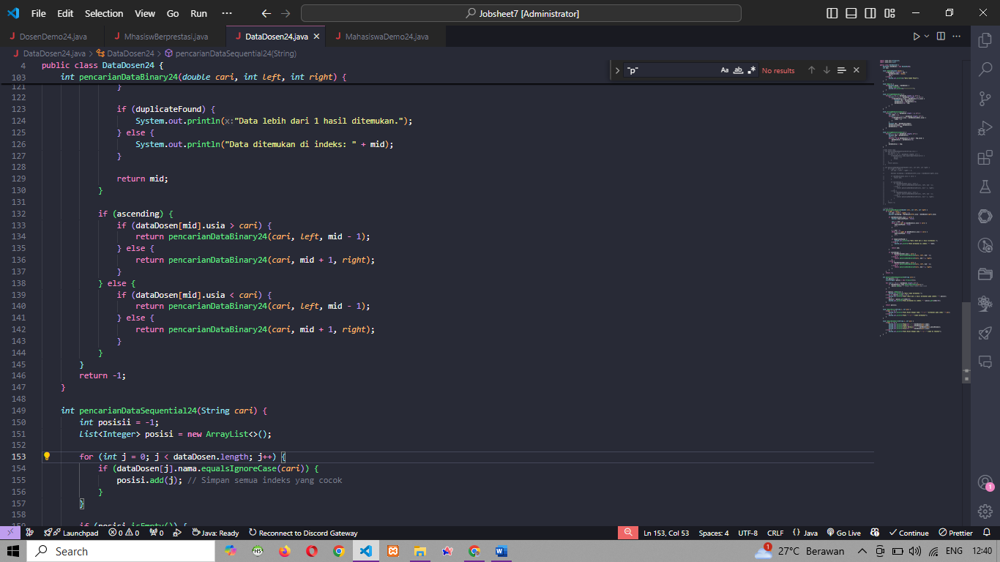 File Edit Selection View Go Run ··· Jobsheet7 [Administrator]
DosenDemo24.java MhasiswBerprestasi.java DataDosen24.java MahasiswaDemo24.java
DataDosen24.java > DataDosen24 > pencarianDataSequential24(String)
4 public class DataDosen24 {
103 int pencarianDataBinary24(double cari, int left, int right) {
"p" Aa ab .* No results
121 }
122
123 if (duplicateFound) {
124 System.out.println(x:"Data lebih dari 1 hasil ditemukan.");
125 } else {
126 System.out.println("Data ditemukan di indeks: " + mid);
127 }
128
129 return mid;
130 }
131
132 if (ascending) {
133 if (dataDosen[mid].usia > cari) {
134 return pencarianDataBinary24(cari, left, mid - 1);
135 } else {
136 return pencarianDataBinary24(cari, mid + 1, right);
137 }
138 } else {
139 if (dataDosen[mid].usia < cari) {
140 return pencarianDataBinary24(cari, left, mid - 1);
141 } else {
142 return pencarianDataBinary24(cari, mid + 1, right);
143 }
144 }
145 }
146 return -1;
147 }
148
149 int pencarianDataSequential24(String cari) {
150 int posisii = -1;
151 List<Integer> posisi = new ArrayList<>();
152
153 for (int j = 0; j < dataDosen.length; j++) {
154 if (dataDosen[j].nama.equalsIgnoreCase(cari)) {
155 posisi.add(j); // Simpan semua indeks yang cocok
156 }
157 }
158
159 if (posisi.isEmpty()) {
1
Launchpad 0 0 0 Java: Ready Reconnect to Discord Gateway Ln 153, Col 53 Spaces: 4 UTF-8 CRLF {} Java Go Live Continue Prettier
Search 1 27°C Berawan ENG 12:40